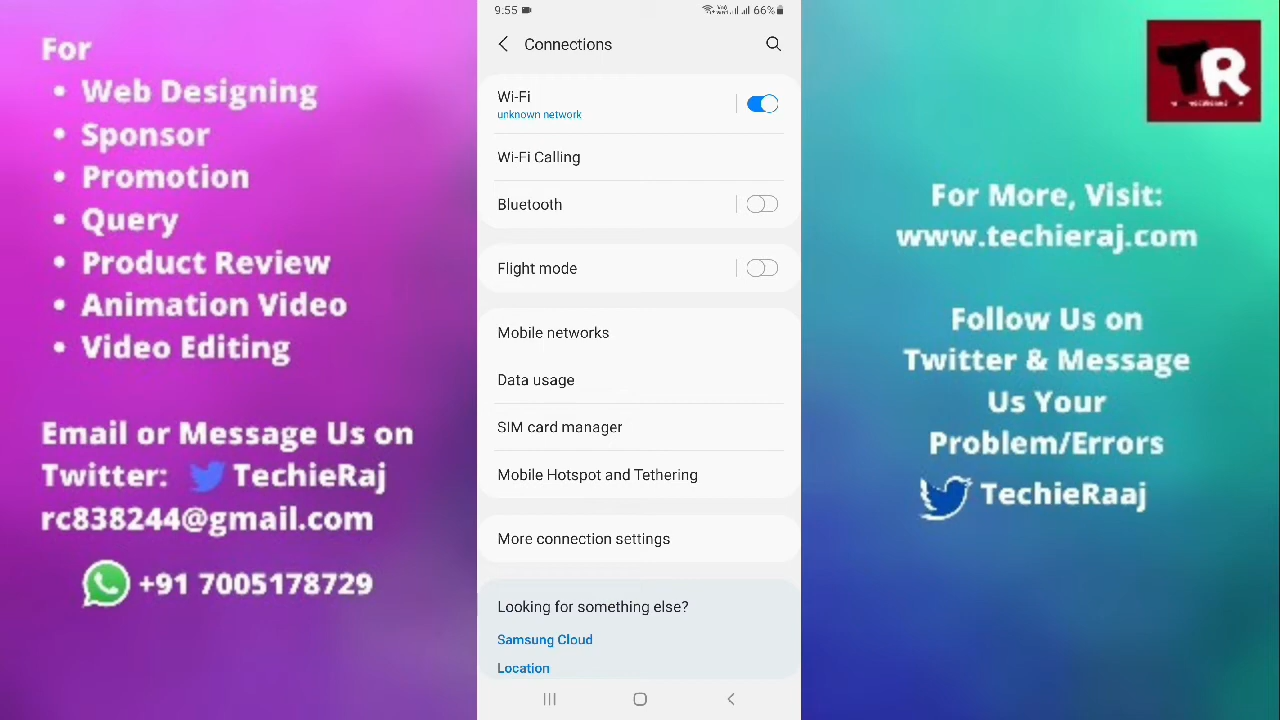 For
• Web Designing
• Sponsor
• Promotion
• Query
• Product Review
• Animation Video
• Video Editing
Email or Message Us on
Twitter: TechieRaj
rc838244@gmail.com
+91 7005178729
9:55
66%
Connections
Wi-Fi
unknown network
Wi-Fi Calling
Bluetooth
Flight mode
Mobile networks
Data usage
SIM card manager
Mobile Hotspot and Tethering
More connection settings
Looking for something else?
Samsung Cloud
Location
TR
For More, Visit:
www.techieraj.com
Follow Us on
Twitter & Message
Us Your
Problem/Errors
TechieRaaj